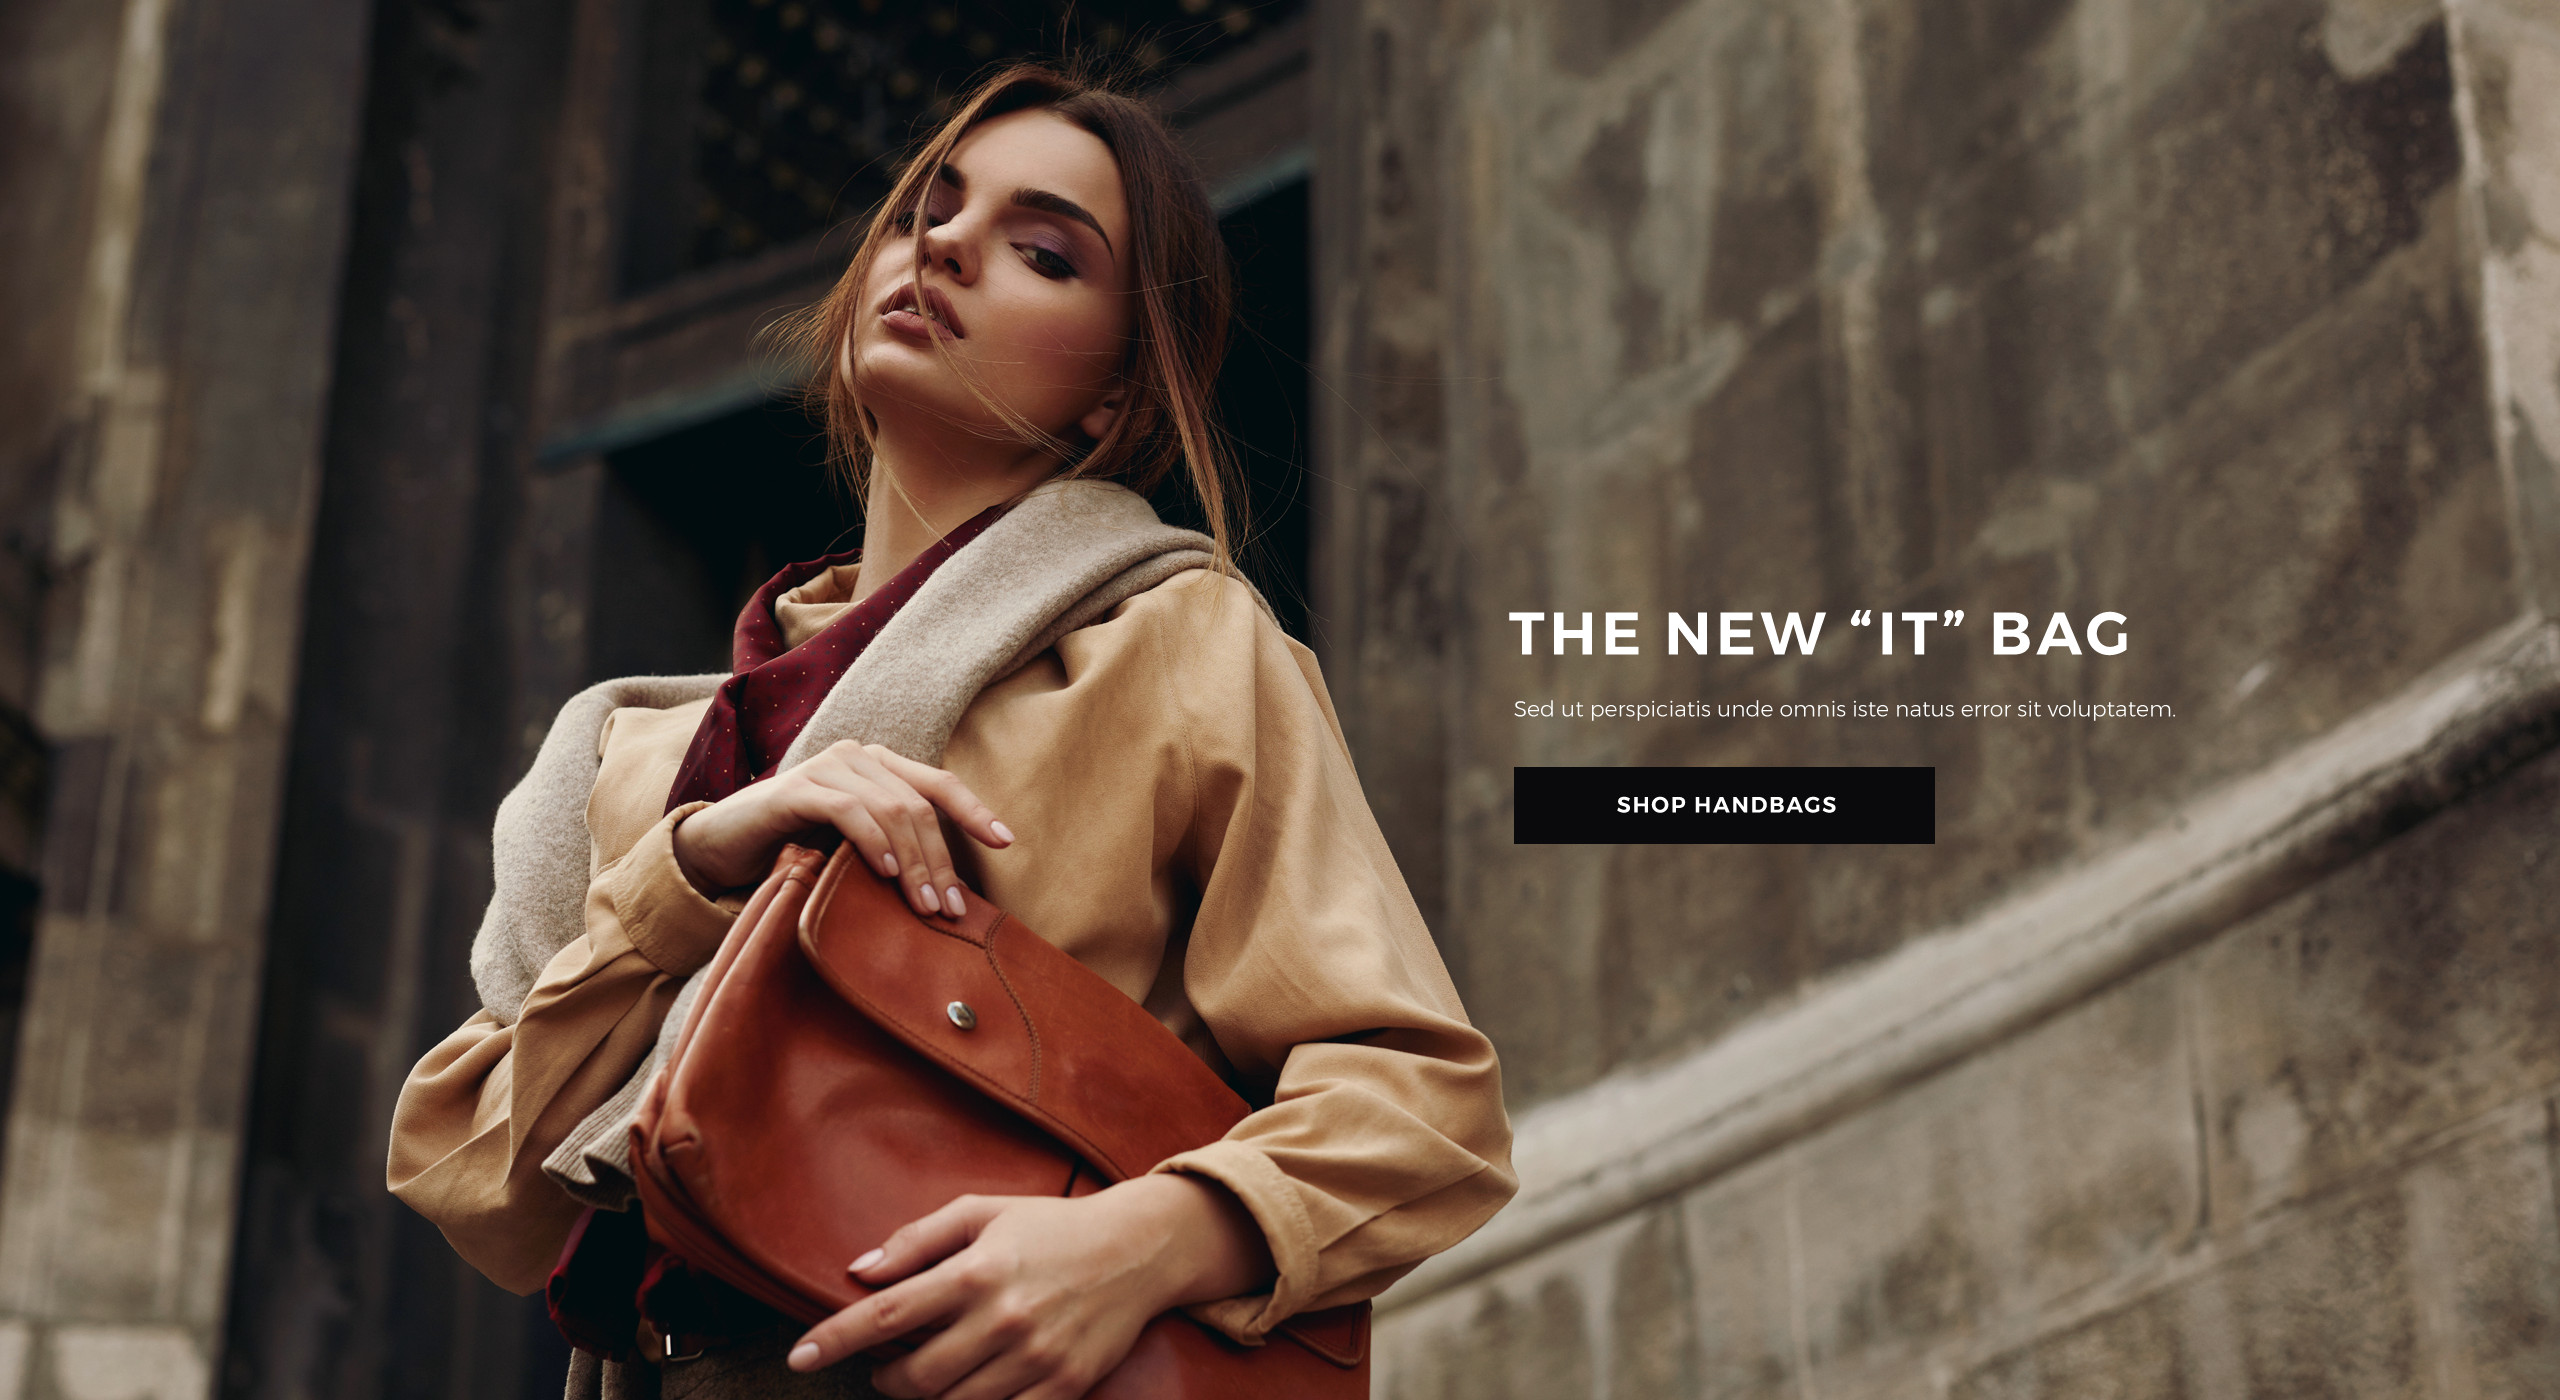 THE NEW “IT” BAG
Sed ut perspiciatis unde omnis iste natus error sit voluptatem.
SHOP HANDBAGS